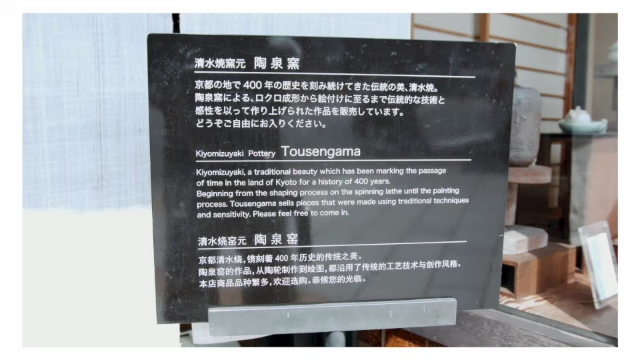 清水焼窯元 陶泉窯
京都の地で400年の歴史を刻み続けてきた伝統の美、清水焼。
陶泉窯による、ロクロ成形から絵付けに至るまで伝統的な技術と
感性を以って作り上げられた作品を販売しています。
どうぞご自由にお入りください。
Kiyomizuyaki Pottery Tousengama
Kiyomizuyaki, a traditional beauty which has been marking the passage
of time in the land of Kyoto for a history of 400 years.
Beginning from the shaping process on the spinning lathe until the painting
process. Tousengama sells pieces that were made using traditional techniques
and sensitivity. Please feel free to come in.
清水烧窑元 陶泉窑
京都清水烧，镌刻着400年历史的传统之美。
陶泉窑的作品，从陶轮制作到绘图，都沿用了传统的工艺技术与创作风格。
本店商品品种繁多，欢迎选购。恭候您的光临。